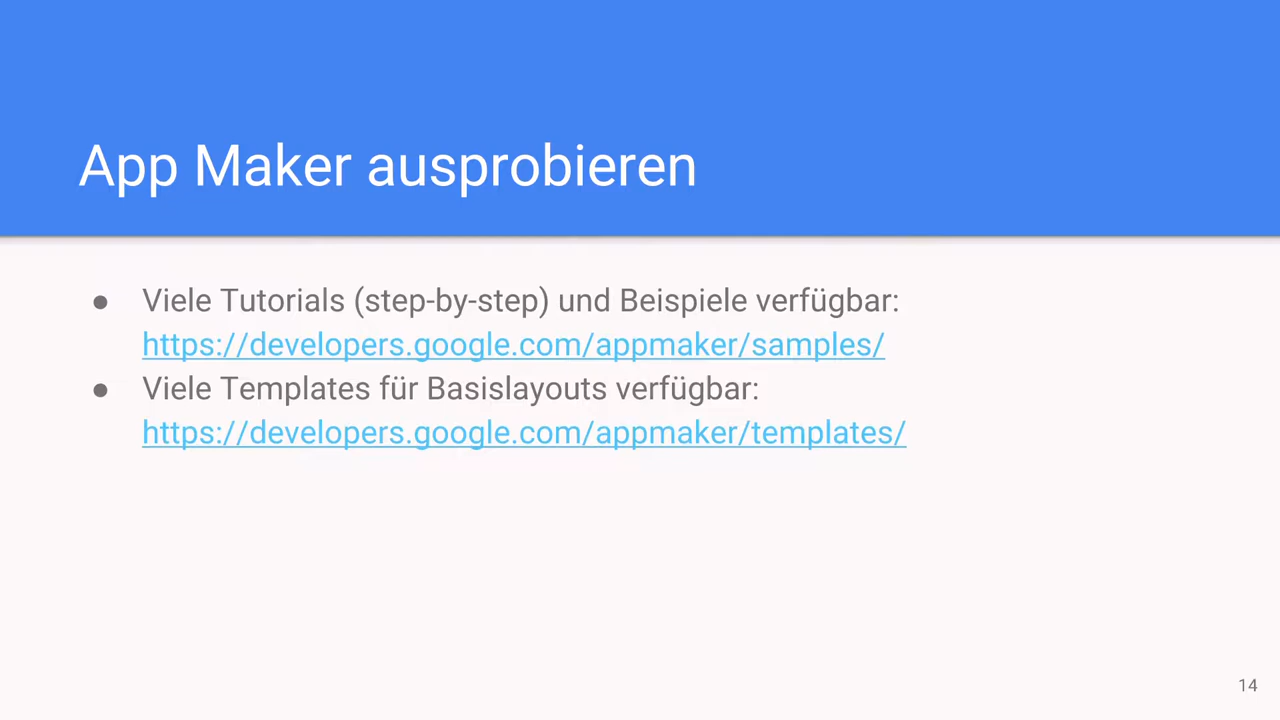 App Maker ausprobieren
● Viele Tutorials (step-by-step) und Beispiele verfügbar:
https://developers.google.com/appmaker/samples/
● Viele Templates für Basislayouts verfügbar:
https://developers.google.com/appmaker/templates/
14